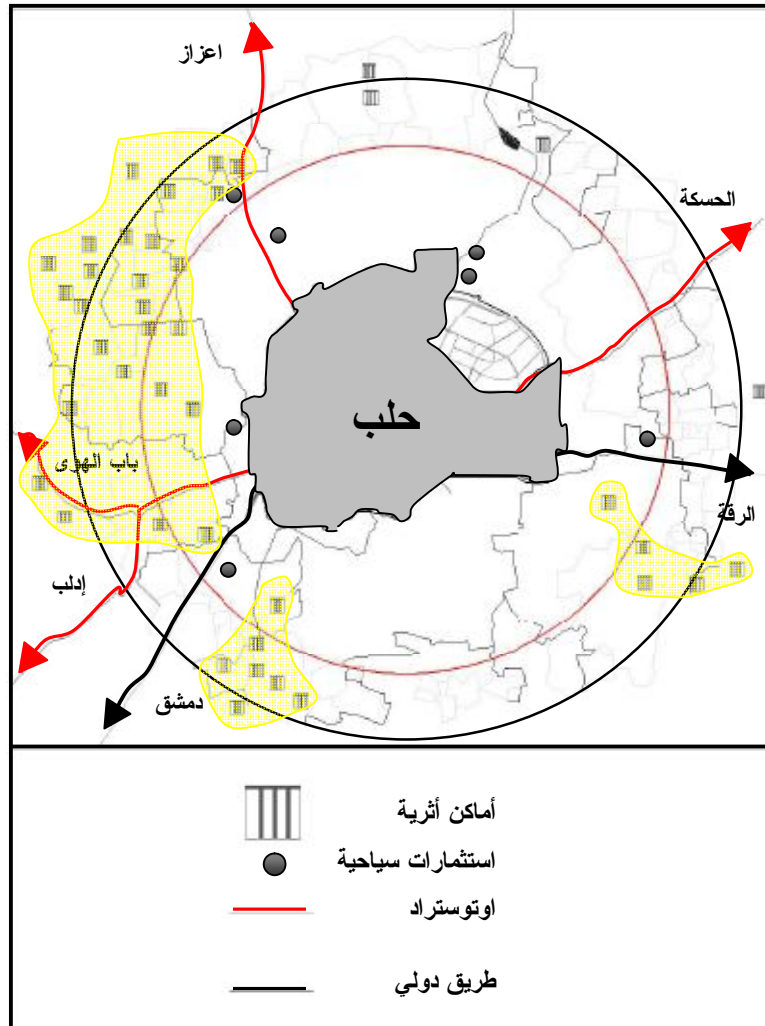 اعزاز
الحسكة
حلب
باب الهوى
الرقة
إدلب
دمشق
أماكن أثرية
استثمارات سياحية
اوتوستراد
طريق دولي